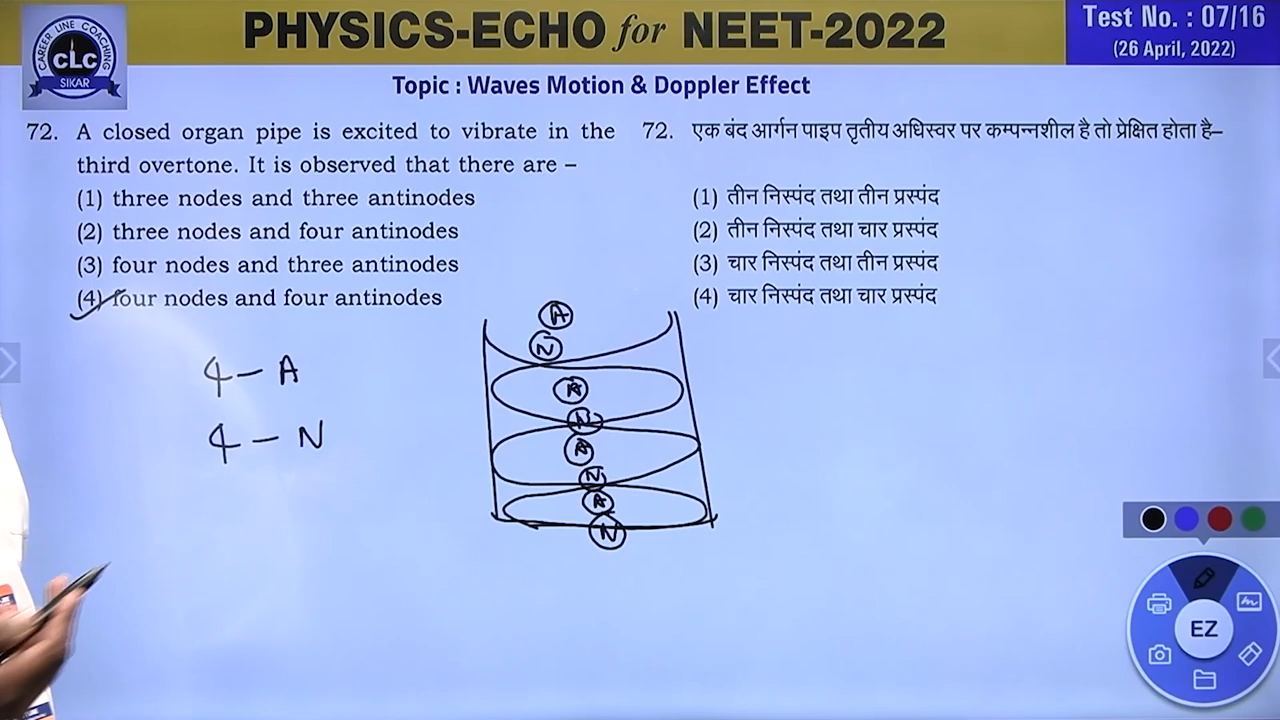 PHYSICS-ECHO for NEET-2022
Test No. : 07/16
(26 April, 2022)
CAREER LINE COACHING
CLC
SIKAR
Topic : Waves Motion & Doppler Effect
72. A closed organ pipe is excited to vibrate in the
third overtone. It is observed that there are –
(1) three nodes and three antinodes
(2) three nodes and four antinodes
(3) four nodes and three antinodes
(4) four nodes and four antinodes
72. एक बंद आर्गन पाइप तृतीय अधिस्वर पर कम्पन्नशील है तो प्रेक्षित होता है–
(1) तीन निस्पंद तथा तीन प्रस्पंद
(2) तीन निस्पंद तथा चार प्रस्पंद
(3) चार निस्पंद तथा तीन प्रस्पंद
(4) चार निस्पंद तथा चार प्रस्पंद
4 – A
4 – N
A
N
A
N
A
N
A
N
EZ